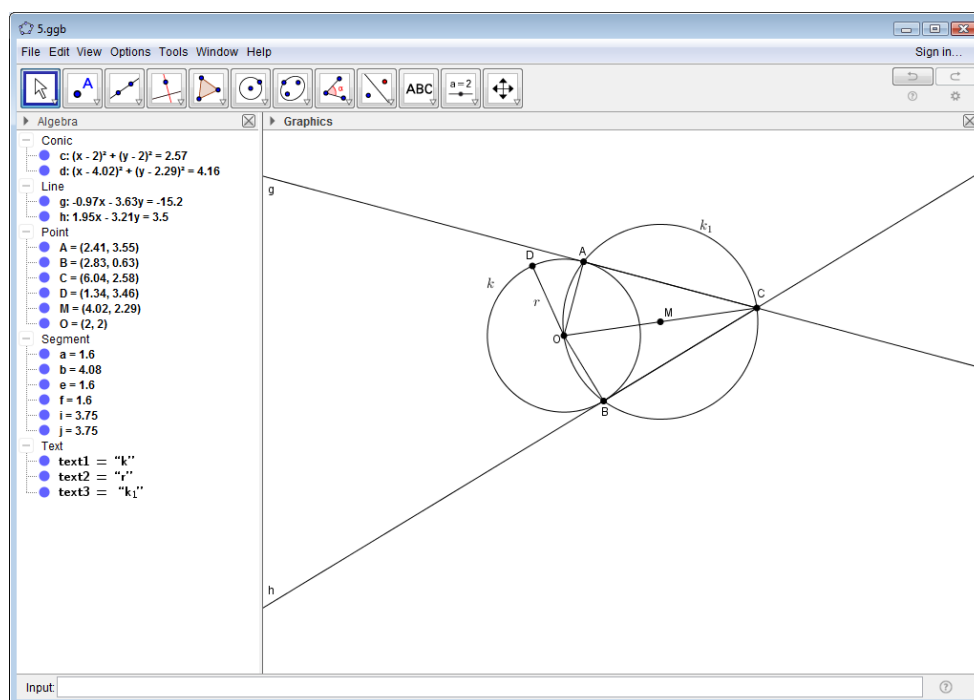 5.ggb
File Edit View Options Tools Window Help
Sign in...
A
α
ABC
a=2
Algebra
Conic
c: (x - 2)² + (y - 2)² = 2.57
d: (x - 4.02)² + (y - 2.29)² = 4.16
Line
g: -0.97x - 3.63y = -15.2
h: 1.95x - 3.21y = 3.5
Point
A = (2.41, 3.55)
B = (2.83, 0.63)
C = (6.04, 2.58)
D = (1.34, 3.46)
M = (4.02, 2.29)
O = (2, 2)
Segment
a = 1.6
b = 4.08
e = 1.6
f = 1.6
i = 3.75
j = 3.75
Text
text1 = “k”
text2 = “r”
text3 = “k₁”
Graphics
g
k₁
D
A
k
r
C
M
O
B
h
Input: